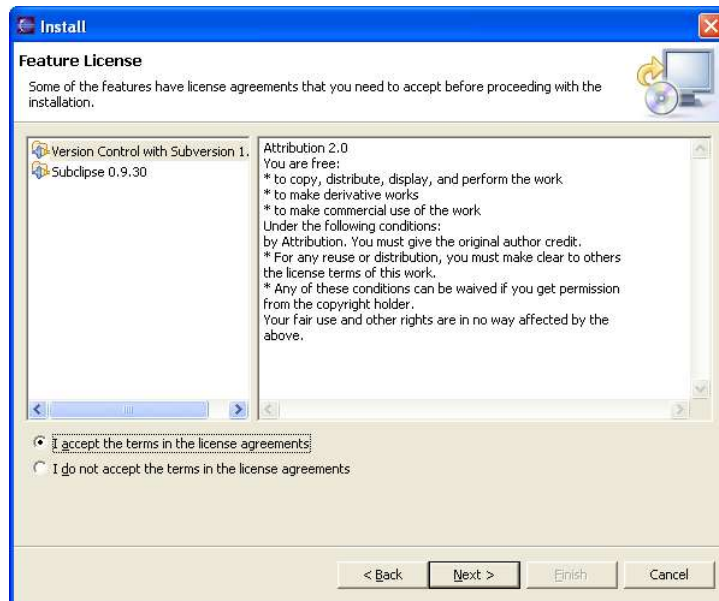 Install
Feature License
Some of the features have license agreements that you need to accept before proceeding with the
installation.
Version Control with Subversion 1.
Subclipse 0.9.30
Attribution 2.0
You are free:
* to copy, distribute, display, and perform the work
* to make derivative works
* to make commercial use of the work
Under the following conditions:
by Attribution. You must give the original author credit.
* For any reuse or distribution, you must make clear to others
the license terms of this work.
* Any of these conditions can be waived if you get permission
from the copyright holder.
Your fair use and other rights are in no way affected by the
above.
I accept the terms in the license agreements
I do not accept the terms in the license agreements
< Back
Next >
Finish
Cancel